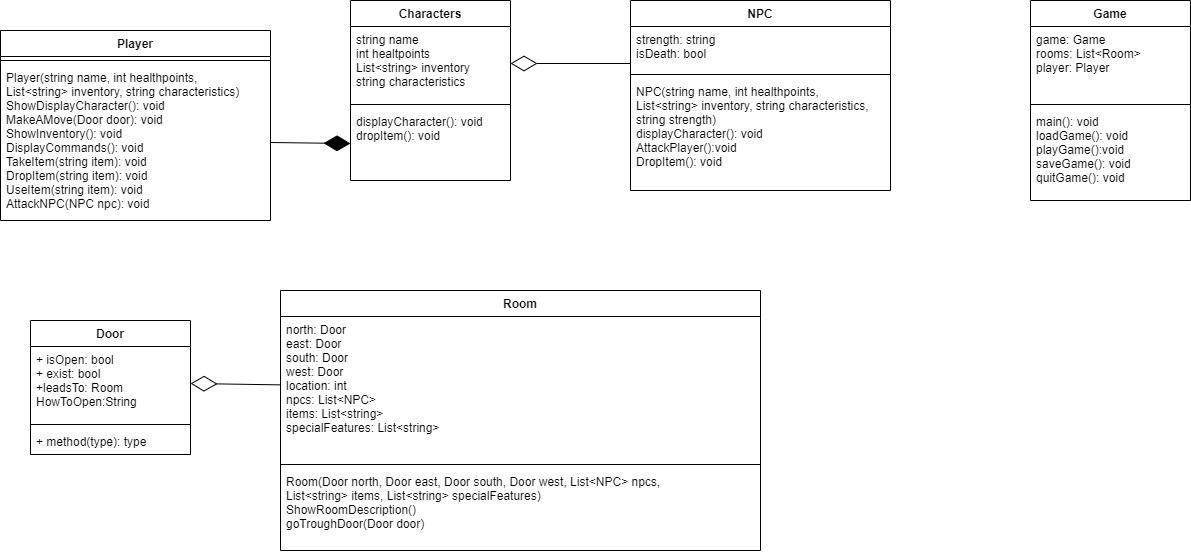 Player
Player(string name, int healthpoints,
List<string> inventory, string characteristics)
ShowDisplayCharacter(): void
MakeAMove(Door door): void
ShowInventory(): void
DisplayCommands(): void
TakeItem(string item): void
DropItem(string item): void
UseItem(string item): void
AttackNPC(NPC npc): void
Characters
string name
int healtpoints
List<string> inventory
string characteristics
displayCharacter(): void
dropItem(): void
NPC
strength: string
isDeath: bool
NPC(string name, int healthpoints,
List<string> inventory, string characteristics,
string strength)
displayCharacter(): void
AttackPlayer():void
DropItem(): void
Game
game: Game
rooms: List<Room>
player: Player
main(): void
loadGame(): void
playGame():void
saveGame(): void
quitGame(): void
Door
+ isOpen: bool
+ exist: bool
+leadsTo: Room
HowToOpen:String
+ method(type): type
Room
north: Door
east: Door
south: Door
west: Door
location: int
npcs: List<NPC>
items: List<string>
specialFeatures: List<string>
Room(Door north, Door east, Door south, Door west, List<NPC> npcs,
List<string> items, List<string> specialFeatures)
ShowRoomDescription()
goTroughDoor(Door door)